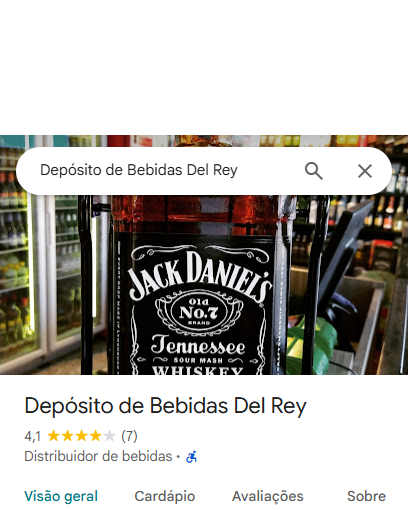 Depósito de Bebidas Del Rey
JACK DANIEL'S
Old
No.7
BRAND
Tennessee
SOUR MASH
WHISKEY
Depósito de Bebidas Del Rey
4,1 (7)
Distribuidor de bebidas ·
Visão geral Cardápio Avaliações Sobre